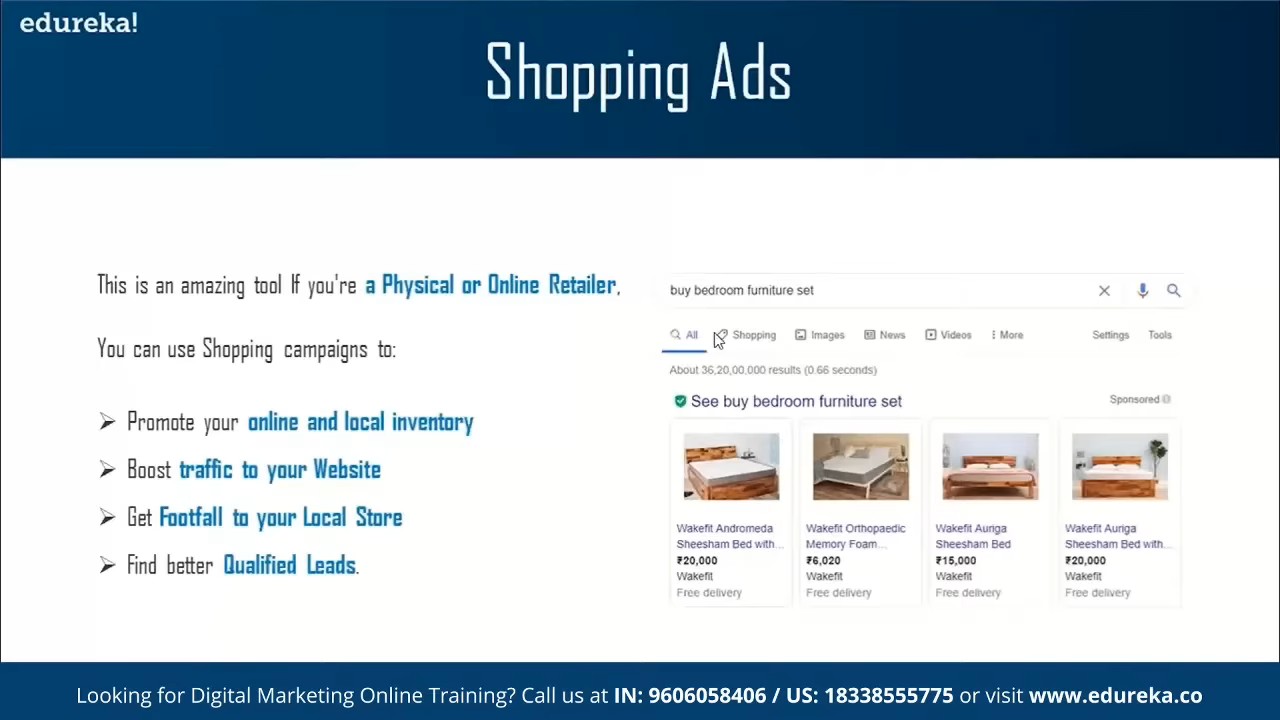 edureka!
Shopping Ads
This is an amazing tool If you're a Physical or Online Retailer,
You can use Shopping campaigns to:
➢ Promote your online and local inventory
➢ Boost traffic to your Website
➢ Get Footfall to your Local Store
➢ Find better Qualified Leads.
buy bedroom furniture set
All Shopping Images News Videos More Settings Tools
About 36,20,00,000 results (0.66 seconds)
See buy bedroom furniture set Sponsored
Wakefit Andromeda
Sheesham Bed with...
₹20,000
Wakefit
Free delivery
Wakefit Orthopaedic
Memory Foam...
₹6,020
Wakefit
Free delivery
Wakefit Auriga
Sheesham Bed
₹15,000
Wakefit
Free delivery
Wakefit Auriga
Sheesham Bed with...
₹20,000
Wakefit
Free delivery
Looking for Digital Marketing Online Training? Call us at IN: 9606058406 / US: 18338555775 or visit www.edureka.co